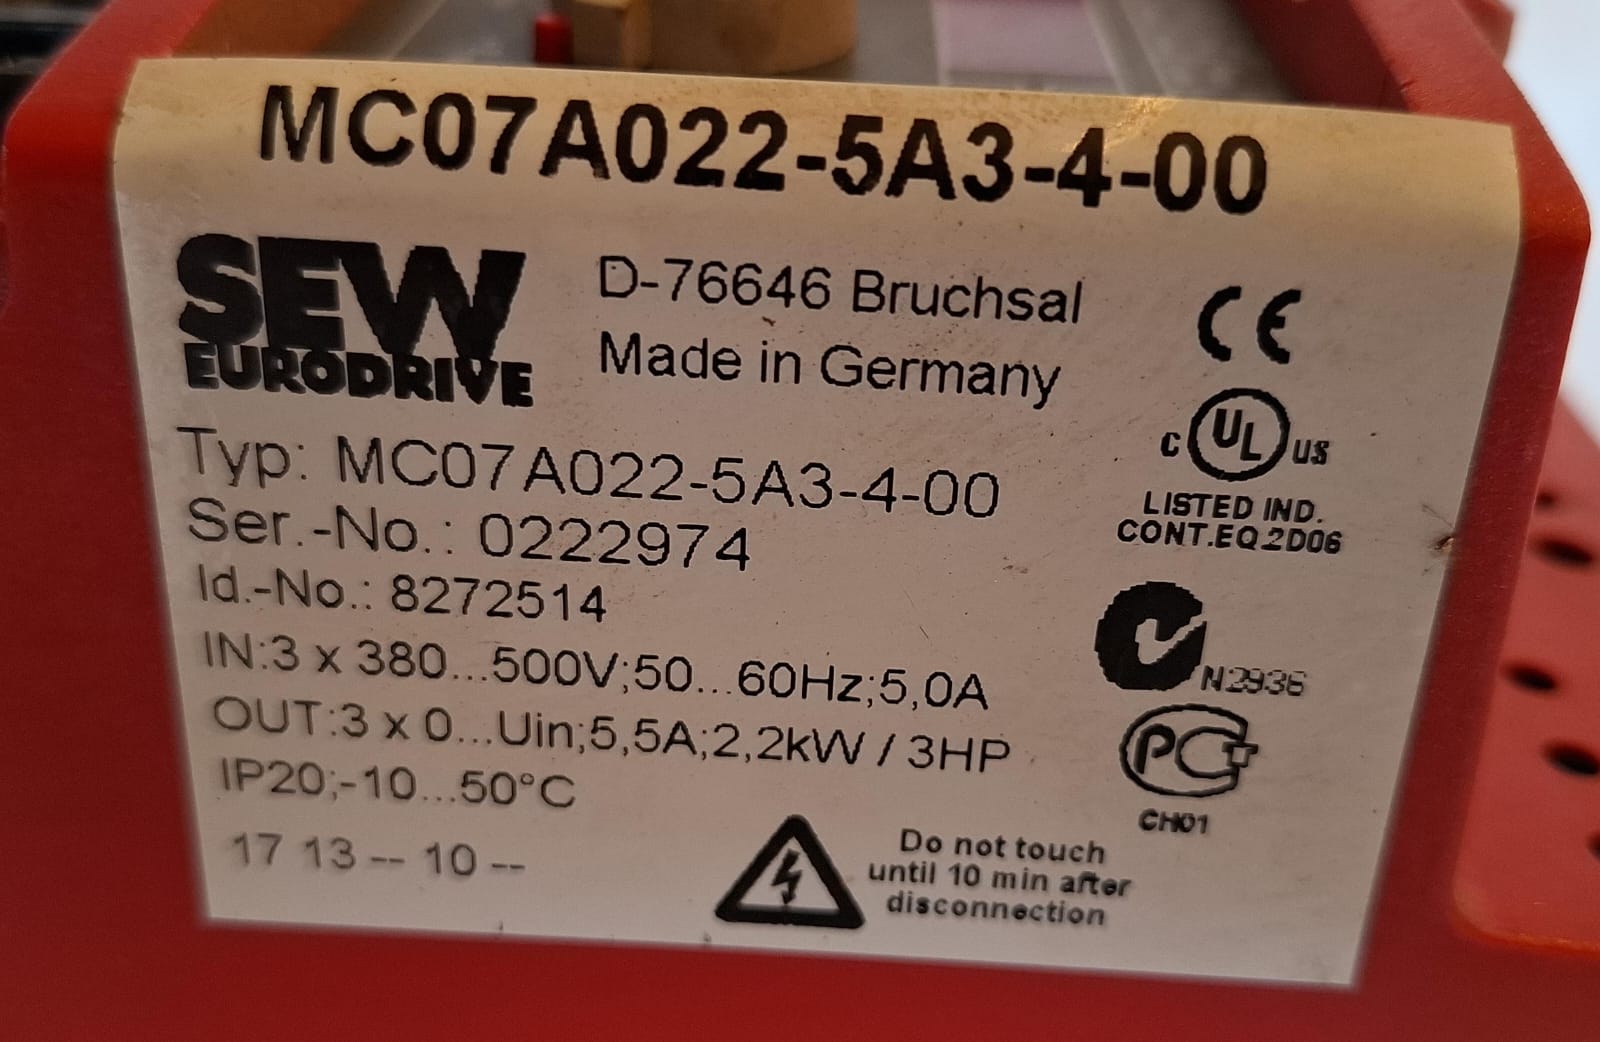 MC07A022-5A3-4-00
SEW
EURODRIVE
D-76646 Bruchsal
Made in Germany
CE
Typ: MC07A022-5A3-4-00
Ser.-No.: 0222974
Id.-No.: 8272514
IN:3 x 380...500V;50...60Hz;5,0A
OUT:3 x 0...Uin;5,5A;2,2kW / 3HP
IP20;-10...50°C
17 13 -- 10 --
c UL us
LISTED IND.
CONT.EQ 2D06
N2936
PC
CH01
Do not touch
until 10 min after
disconnection